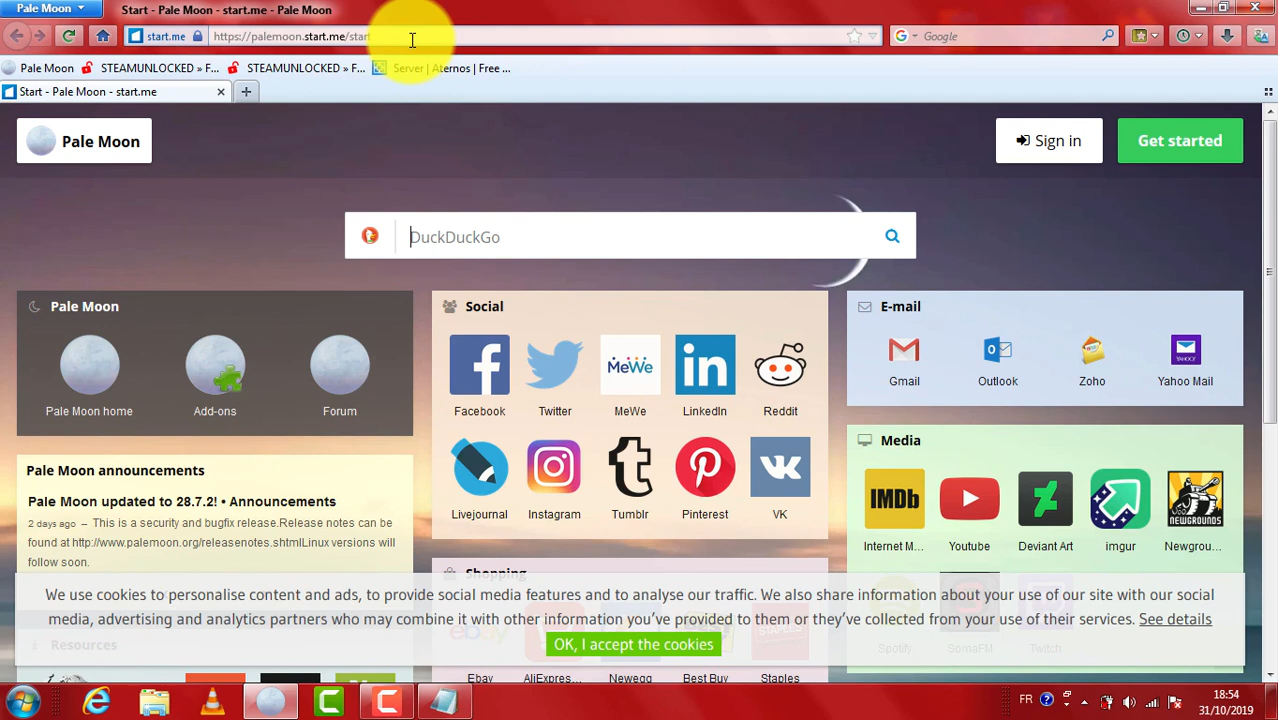 Pale Moon
Start - Pale Moon - start.me - Pale Moon
start.me
https://palemoon.start.me/start
Google
Pale Moon
STEAMUNLOCKED » F...
STEAMUNLOCKED » F...
Server | Aternos | Free ...
Start - Pale Moon - start.me
Pale Moon
Sign in
Get started
DuckDuckGo
Pale Moon
Pale Moon home
Add-ons
Forum
Pale Moon announcements
Pale Moon updated to 28.7.2! • Announcements
2 days ago – This is a security and bugfix release.Release notes can be
found at http://www.palemoon.org/releasenotes.shtmlLinux versions will
follow soon.
Resources
Social
Facebook
Twitter
MeWe
MeWe
LinkedIn
Reddit
Livejournal
Instagram
Tumblr
Pinterest
VK
Shopping
ebay
STAPLES
Ebay
AliExpres...
Newegg
Best Buy
Staples
E-mail
Gmail
Outlook
Zoho
YAHOO!
Yahoo Mail
Media
IMDb
NEWGROUNDS
Internet M...
Youtube
Deviant Art
imgur
Newgrou...
Spotify
SomaFM
Twitch
We use cookies to personalise content and ads, to provide social media features and to analyse our traffic. We also share information about your use of our site with our social
media, advertising and analytics partners who may combine it with other information you've provided to them or they've collected from your use of their services. See details
OK, I accept the cookies
FR
18:54
31/10/2019